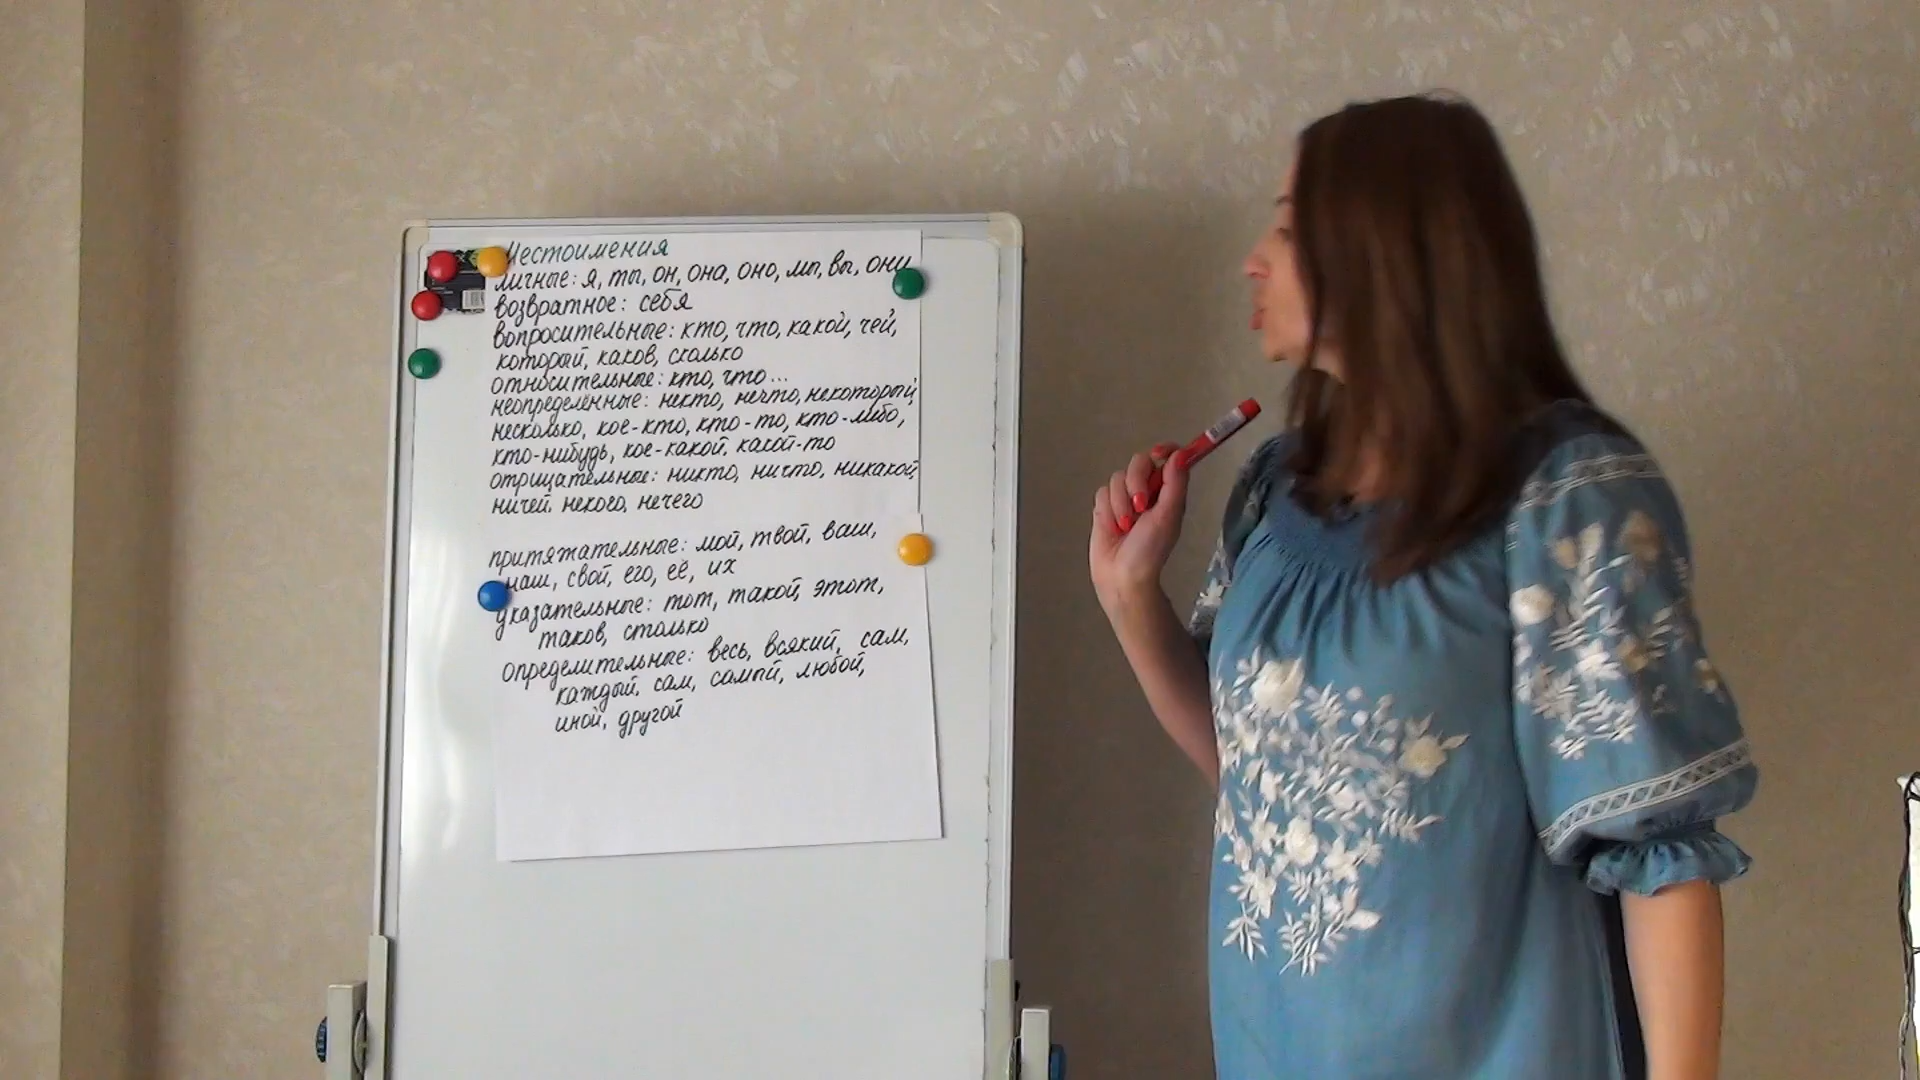 Местоимения
личные: я, ты, он, она, оно, мы, вы, они
возвратное: себя
вопросительные: кто, что, какой, чей,
который, каков, сколько
относительные: кто, что...
неопределённые: некто, нечто, некоторый,
несколько, кое-кто, кто-то, кто-либо,
кто-нибудь, кое-какой, какой-то
отрицательные: никто, ничто, никакой,
ничей, некого, нечего
притяжательные: мой, твой, ваш,
наш, свой, его, её, их
указательные: тот, такой, этот,
таков, столько
определительные: весь, всякий, сам,
каждый, сам, самый, любой,
иной, другой